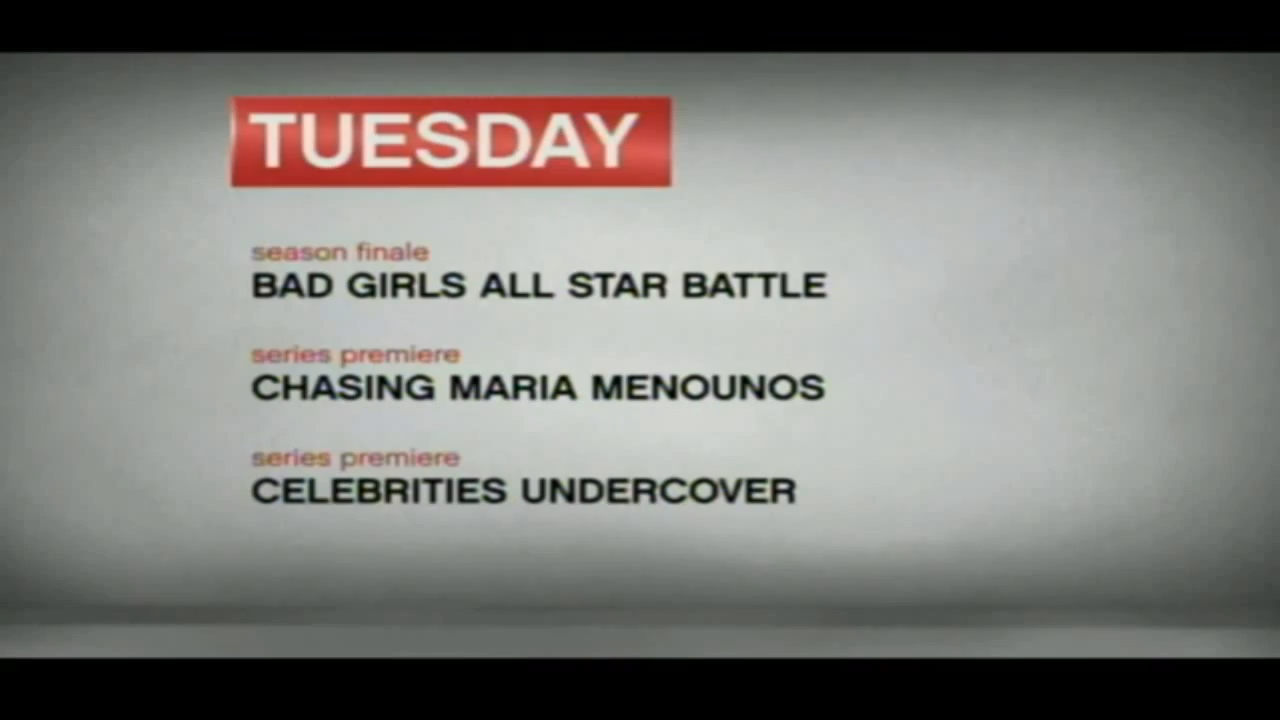 TUESDAY
season finale
BAD GIRLS ALL STAR BATTLE
series premiere
CHASING MARIA MENOUNOS
series premiere
CELEBRITIES UNDERCOVER